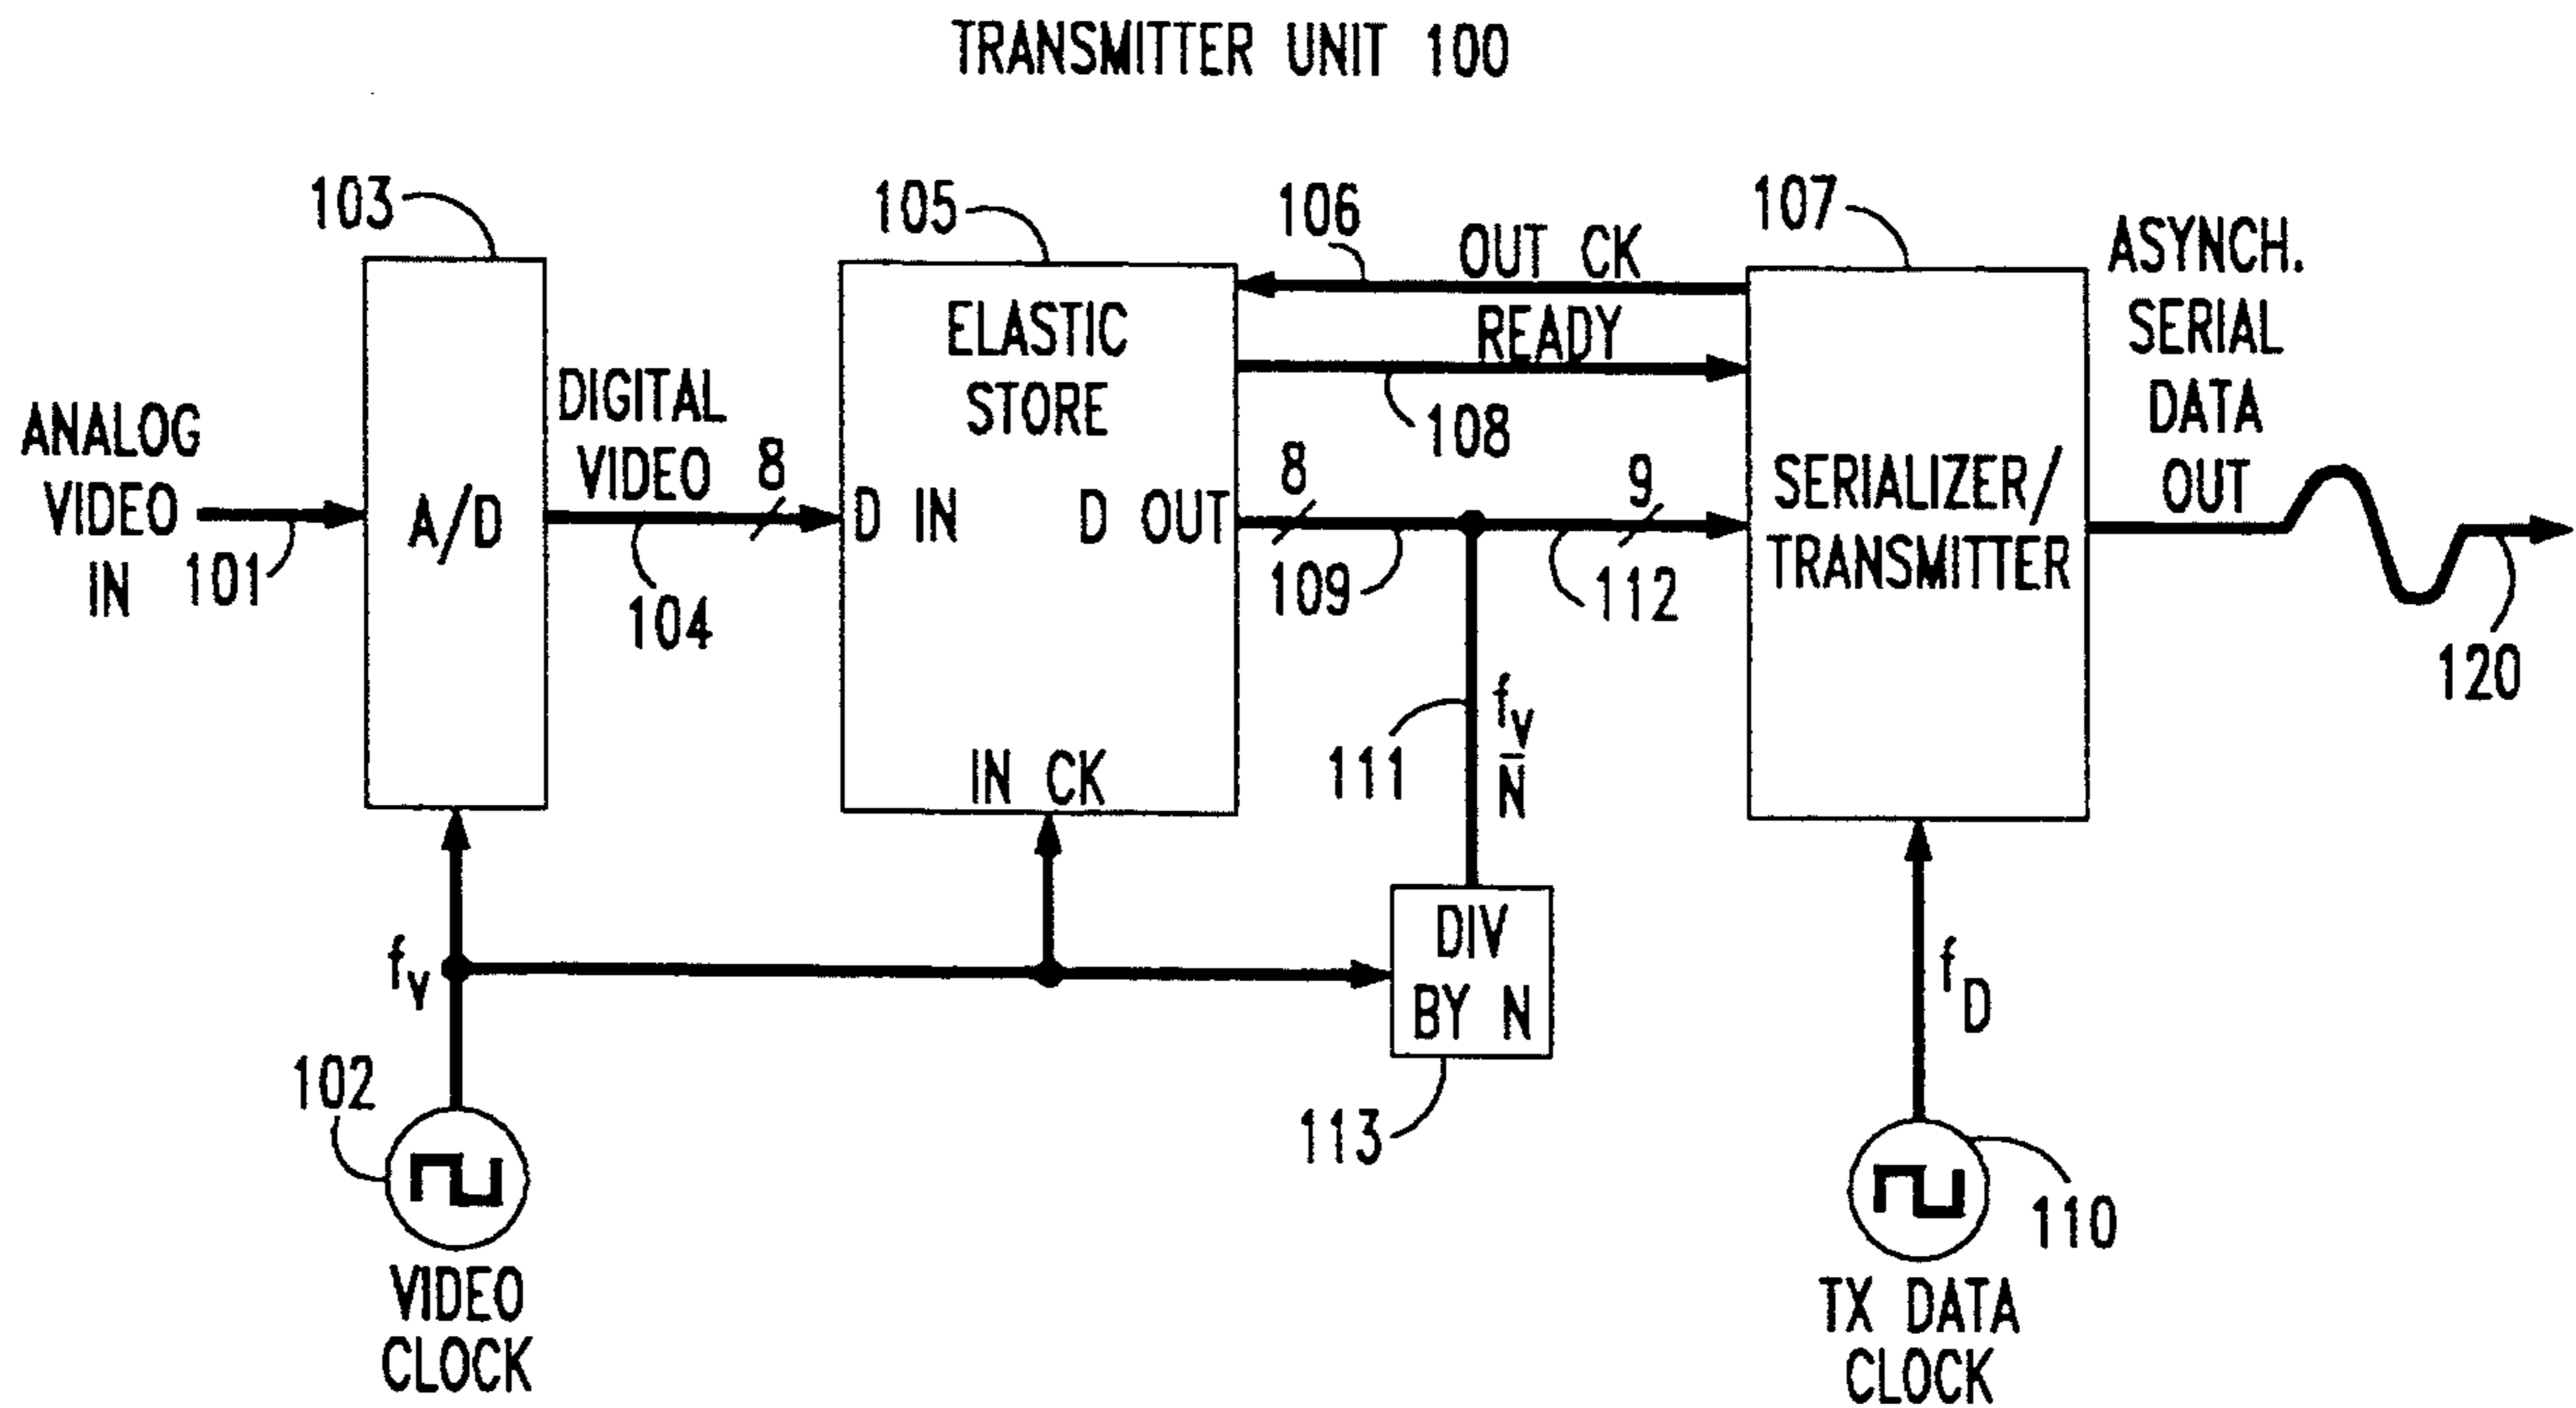 TRANSMITTER UNIT 100
103
105
106
OUT CK
107
ASYNCH.
SERIAL
DATA
OUT
READY
108
ELASTIC
STORE
ANALOG
VIDEO
IN
101
A/D
DIGITAL
VIDEO
8
104
D IN
D OUT
8
109
9
112
SERIALIZER/
TRANSMITTER
120
IN CK
111
fV
N
fV
DIV
BY N
113
fD
102
VIDEO
CLOCK
110
TX DATA
CLOCK